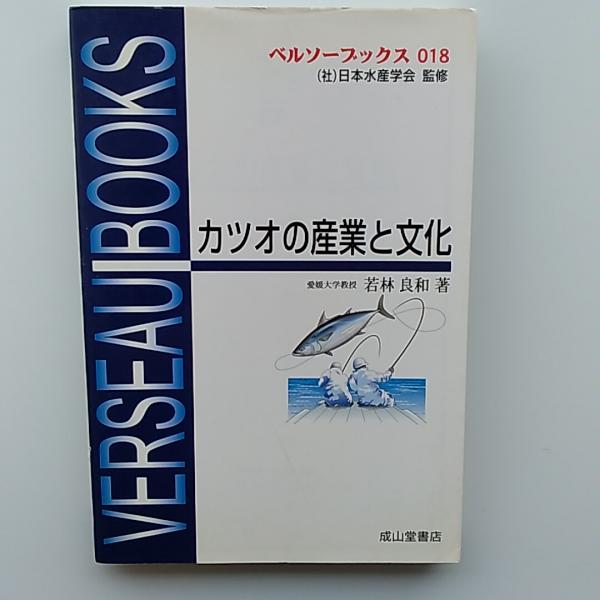 VERSEAU BOOKS
ベルソーブックス 018
(社)日本水産学会 監修
カツオの産業と文化
愛媛大学教授 若林 良和 著
成山堂書店